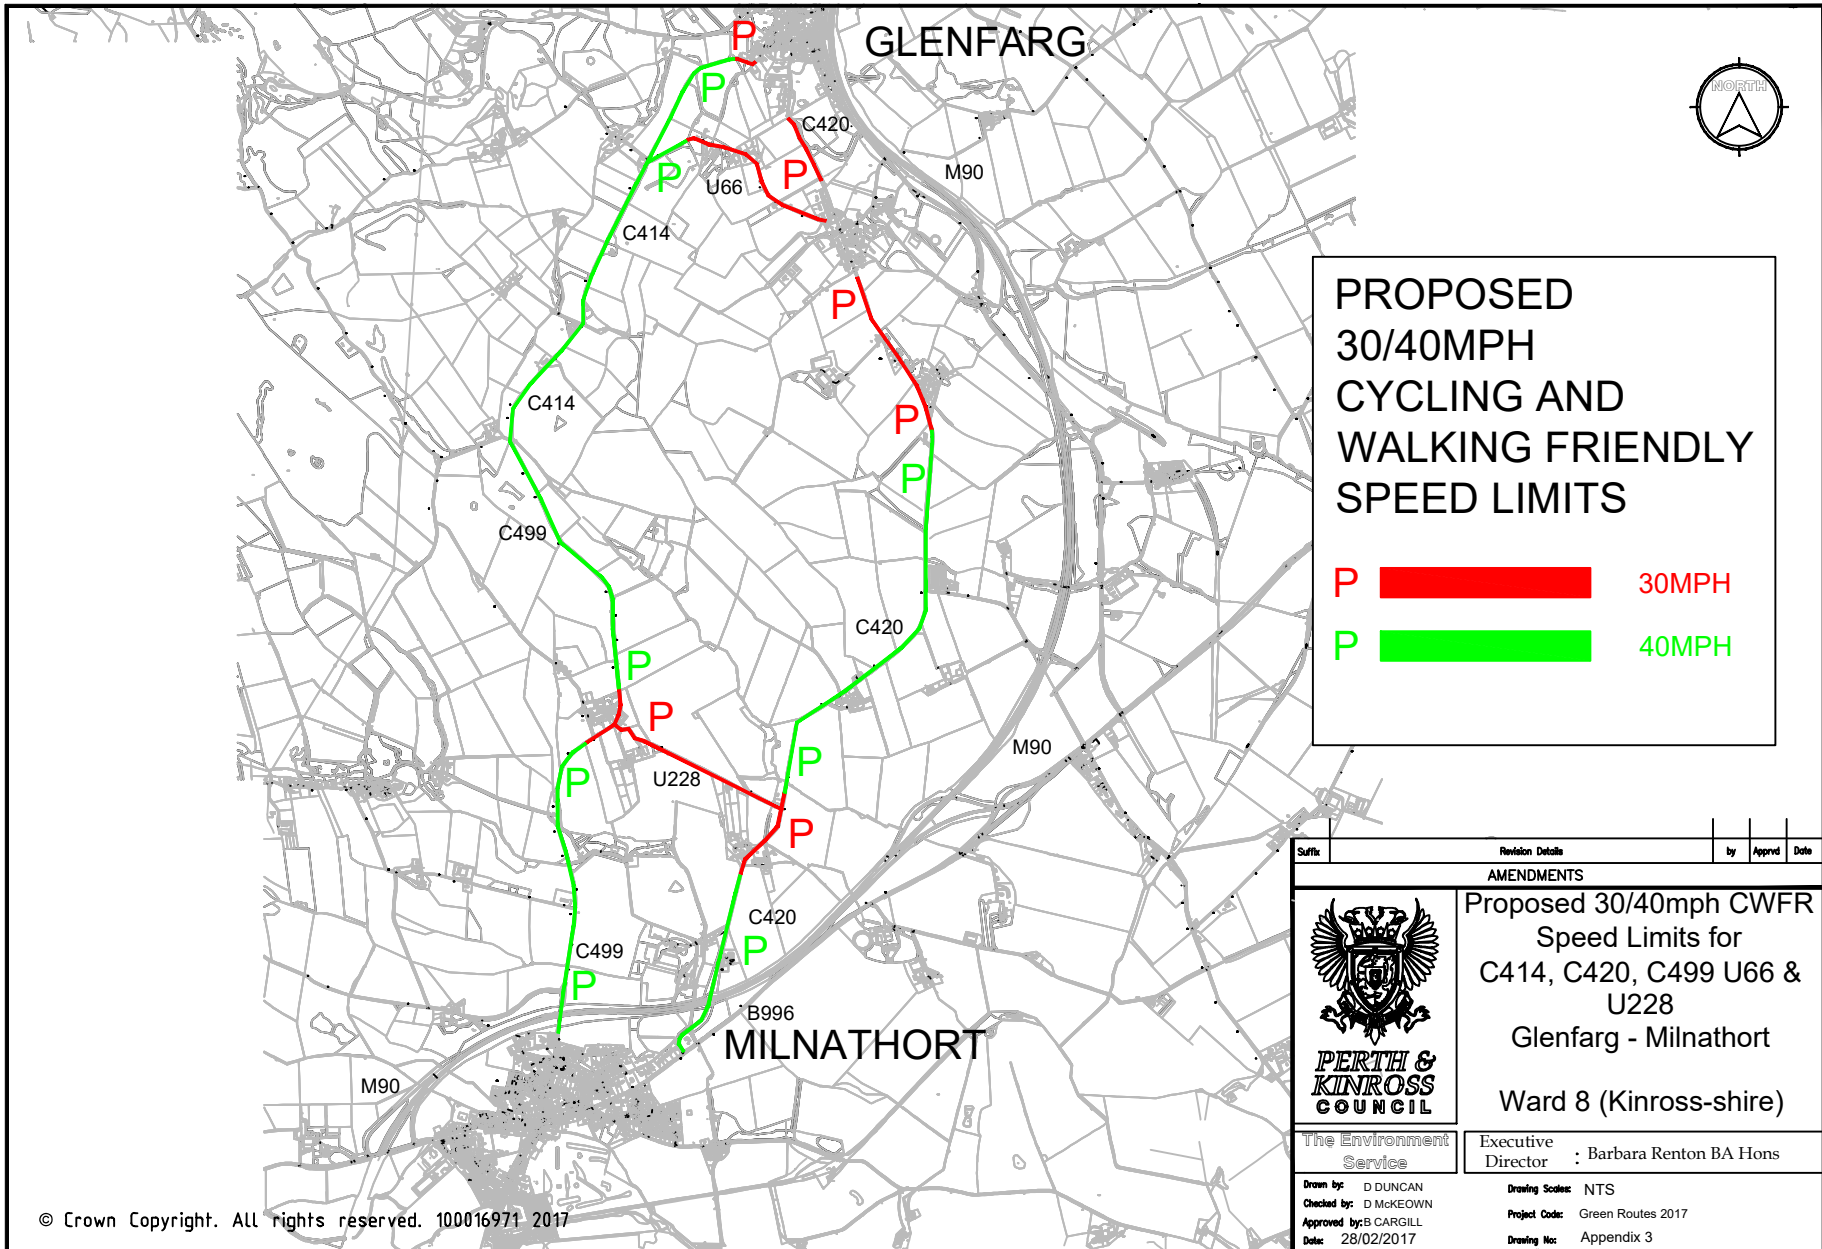 P
GLENFARG
NORTH
P
C420
P
P
U66
M90
C414
P
PROPOSED
30/40MPH
CYCLING AND
WALKING FRIENDLY
SPEED LIMITS
P 30MPH
P 40MPH
C414
P
P
C499
C420
P
P
M90
P
P
U228
P
C420
P
C499
P
B996
MILNATHORT
M90
Suffix Revision Details by Apprvd Date
AMENDMENTS
PERTH &
KINROSS
COUNCIL
Proposed 30/40mph CWFR
Speed Limits for
C414, C420, C499 U66 &
U228
Glenfarg - Milnathort
Ward 8 (Kinross-shire)
The Environment
Service
Executive
Director : Barbara Renton BA Hons
Drawn by: D DUNCAN
Checked by: D McKEOWN
Approved by: B CARGILL
Date: 28/02/2017
Drawing Scales: NTS
Project Code: Green Routes 2017
Drawing No: Appendix 3
© Crown Copyright. All rights reserved. 100016971 2017